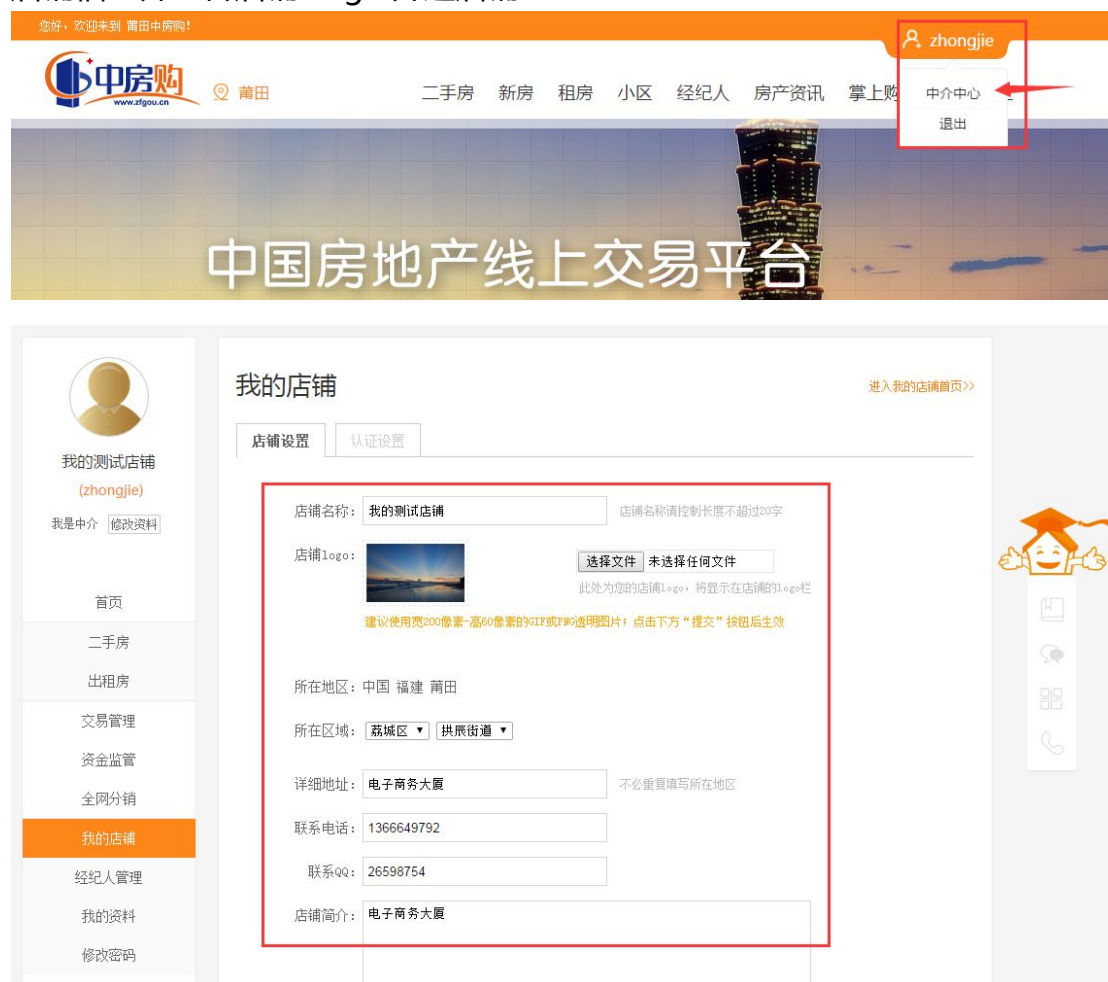 您好，欢迎来到 莆田中房购！
zhongjie
中房购
www.zfgou.cn
莆田
二手房 新房 租房 小区 经纪人 房产资讯 掌上购
中介中心
退出
中国房地产线上交易平台
我的店铺
进入我的店铺首页>>
店铺设置 认证设置
我的测试店铺
(zhongjie)
我是中介 修改资料
店铺名称： 我的测试店铺 店铺名称请控制长度不超过20字
店铺logo： 选择文件 未选择任何文件
此处为您的店铺logo，将显示在店铺的logo栏
建议使用宽200像素-高60像素的GIF或PNG透明图片；点击下方“提交”按钮后生效
首页
二手房
出租房
交易管理
资金监管
全网分销
我的店铺
经纪人管理
我的资料
修改密码
所在地区： 中国 福建 莆田
所在区域： 荔城区 拱辰街道
详细地址： 电子商务大厦 不必重复填写所在地区
联系电话： 1366649792
联系QQ： 26598754
店铺简介： 电子商务大厦